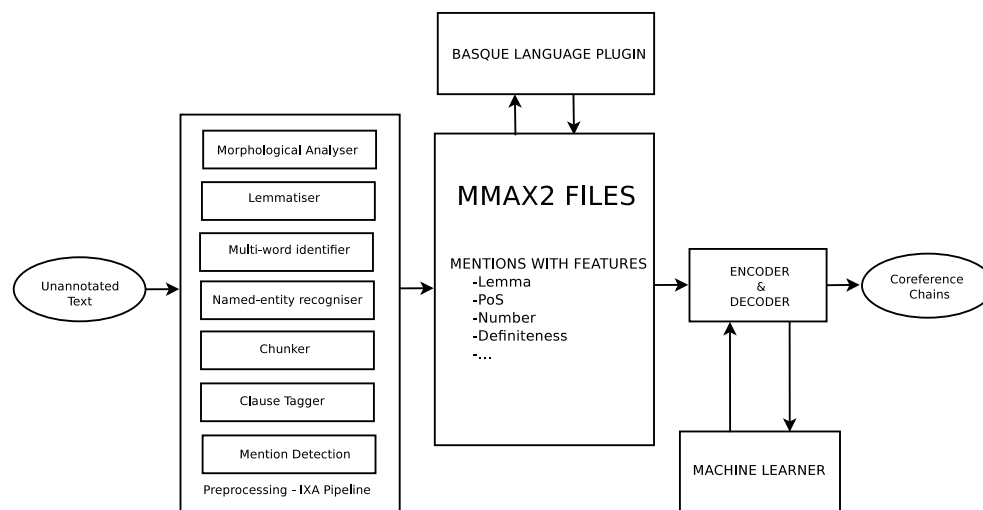 BASQUE LANGUAGE PLUGIN
Unannotated
Text
Morphological Analyser
Lemmatiser
Multi-word identifier
Named-entity recogniser
Chunker
Clause Tagger
Mention Detection
Preprocessing - IXA Pipeline
MMAX2 FILES
MENTIONS WITH FEATURES
-Lemma
-PoS
-Number
-Definiteness
-...
ENCODER
&
DECODER
Coreference
Chains
MACHINE LEARNER